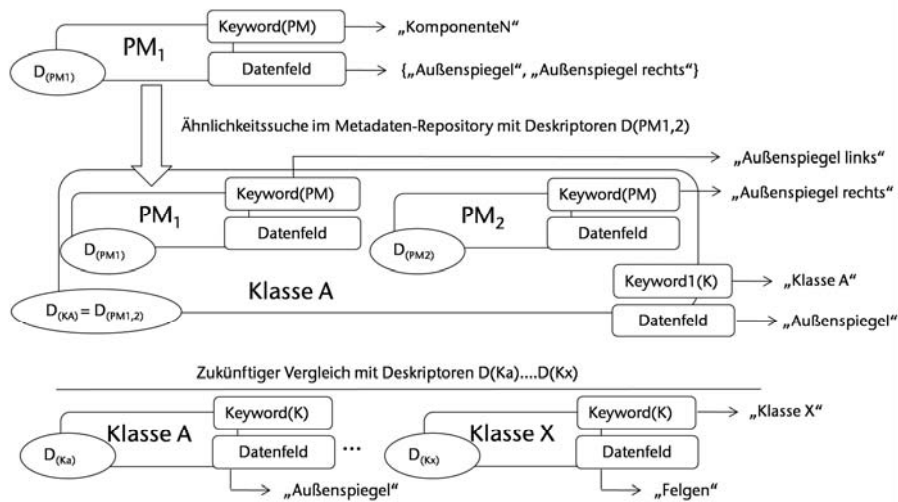 Keyword(PM)
„KomponenteN“
PM1
Datenfeld
{„Außenspiegel“, „Außenspiegel rechts“}
D(PM1)
Ähnlichkeitssuche im Metadaten-Repository mit Deskriptoren D(PM1,2)
„Außenspiegel links“
Keyword(PM)
Keyword(PM)
„Außenspiegel rechts“
PM1
PM2
Datenfeld
Datenfeld
D(PM1)
D(PM2)
Keyword1(K)
„Klasse A“
Klasse A
D(KA) = D(PM1,2)
Datenfeld
„Außenspiegel“
Zukünftiger Vergleich mit Deskriptoren D(Ka)....D(Kx)
Keyword(K)
Keyword(K)
„Klasse X“
Klasse A
Klasse X
Datenfeld
...
Datenfeld
D(Ka)
D(Kx)
„Außenspiegel“
„Felgen“